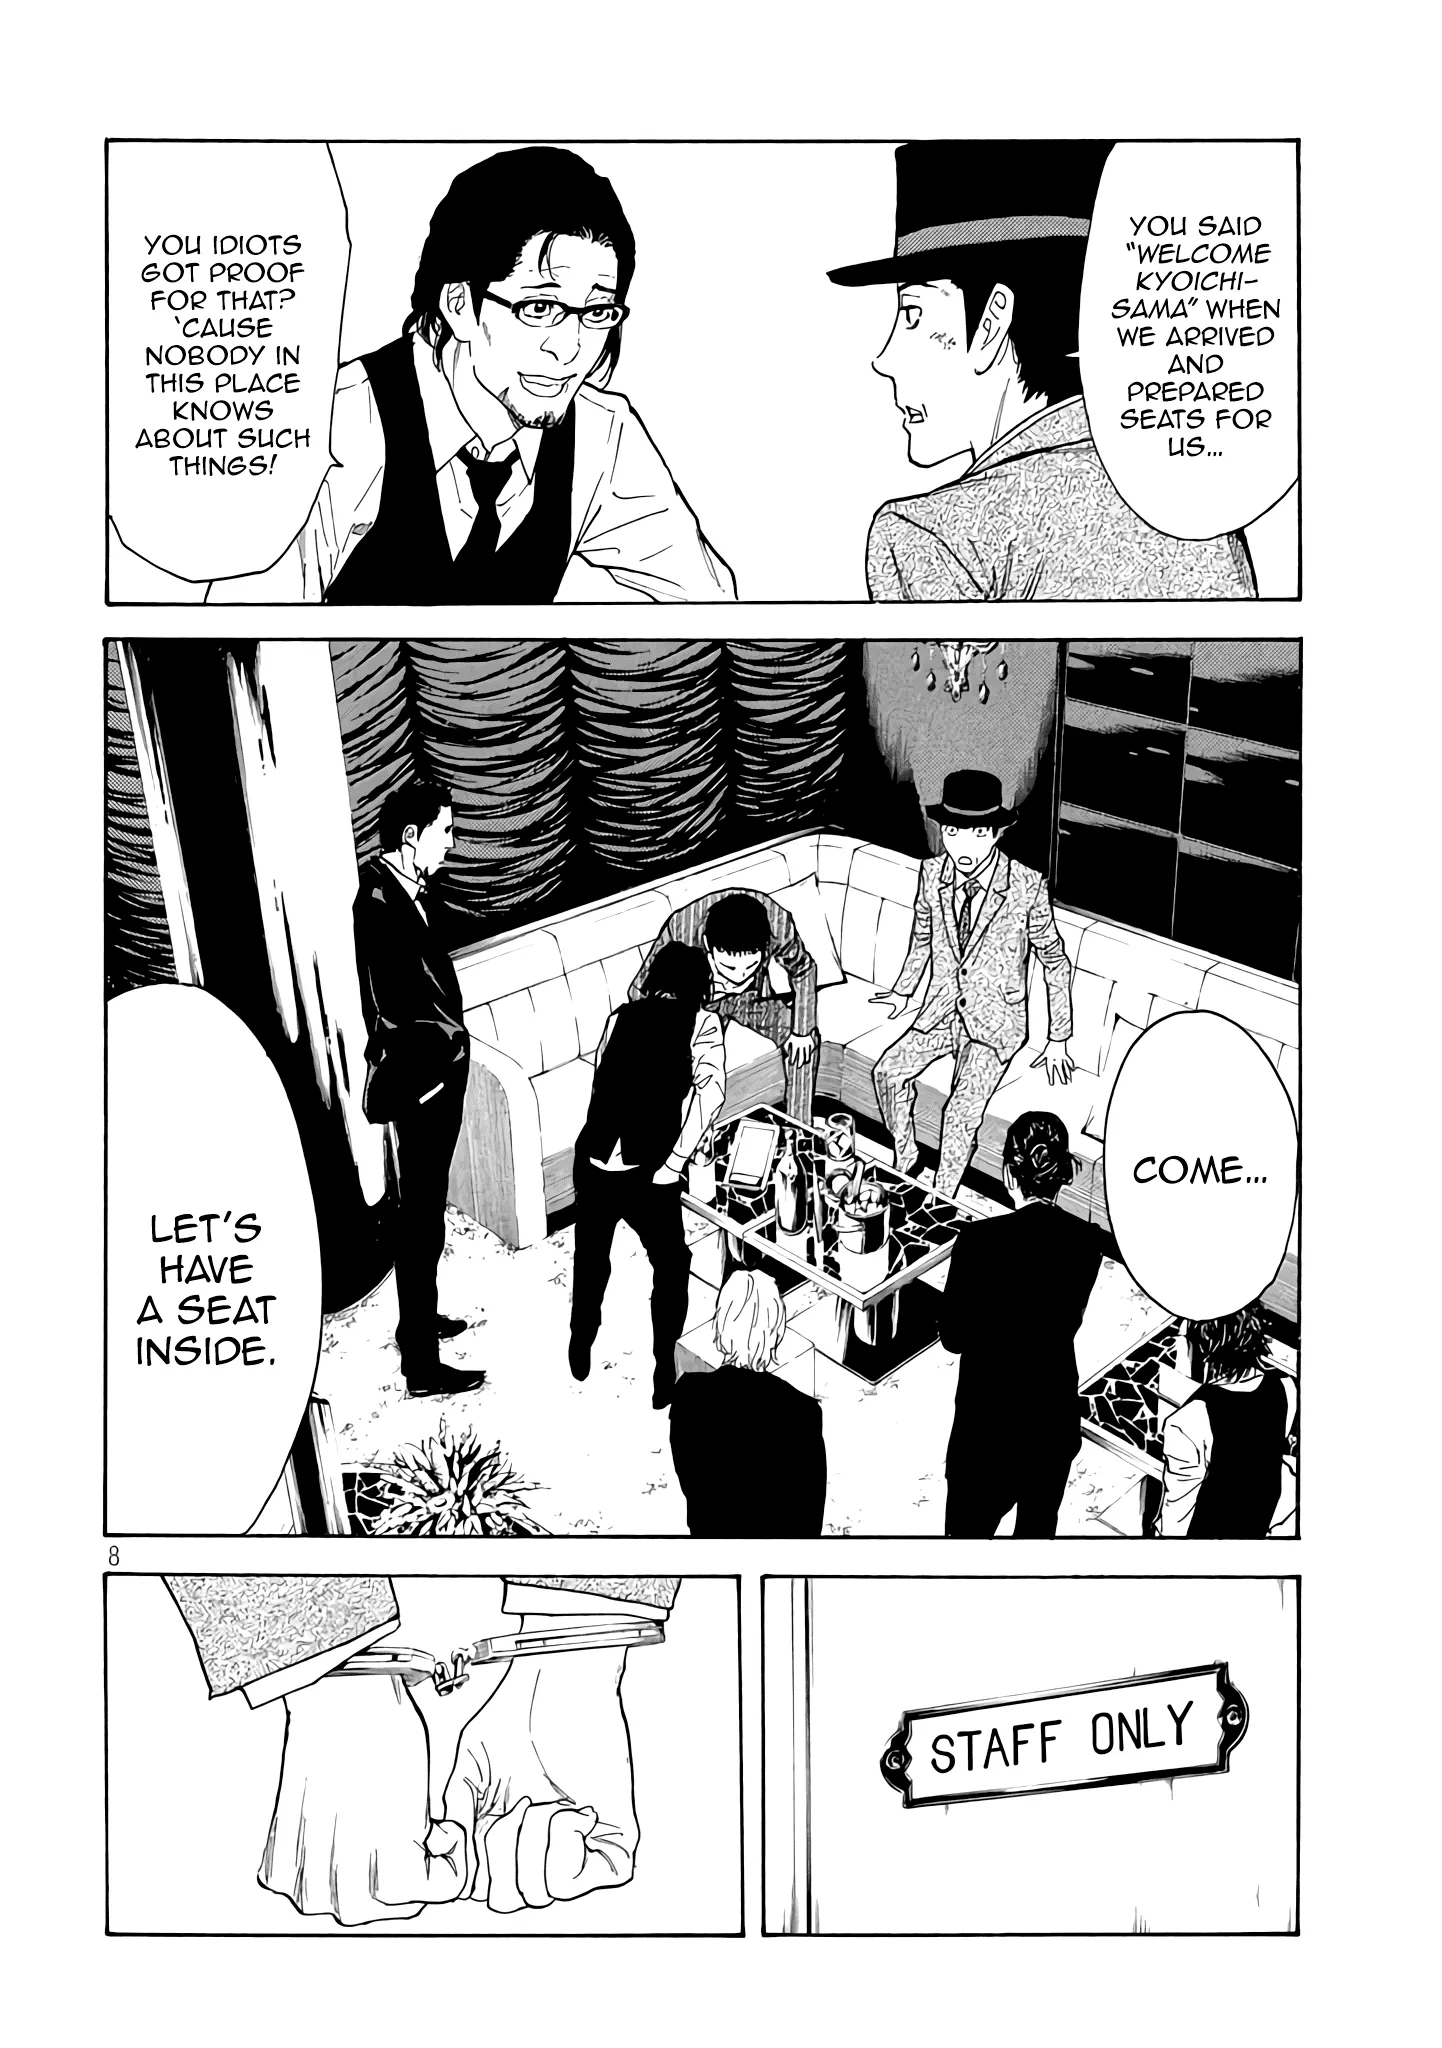 YOU SAID
"WELCOME
KYOICHI-
SAMA" WHEN
WE ARRIVED
AND
PREPARED
SEATS FOR
US...
YOU IDIOTS
GOT PROOF
FOR THAT?
'CAUSE
NOBODY IN
THIS PLACE
KNOWS
ABOUT SUCH
THINGS!
COME...
LET'S
HAVE
A SEAT
INSIDE.
8
STAFF ONLY